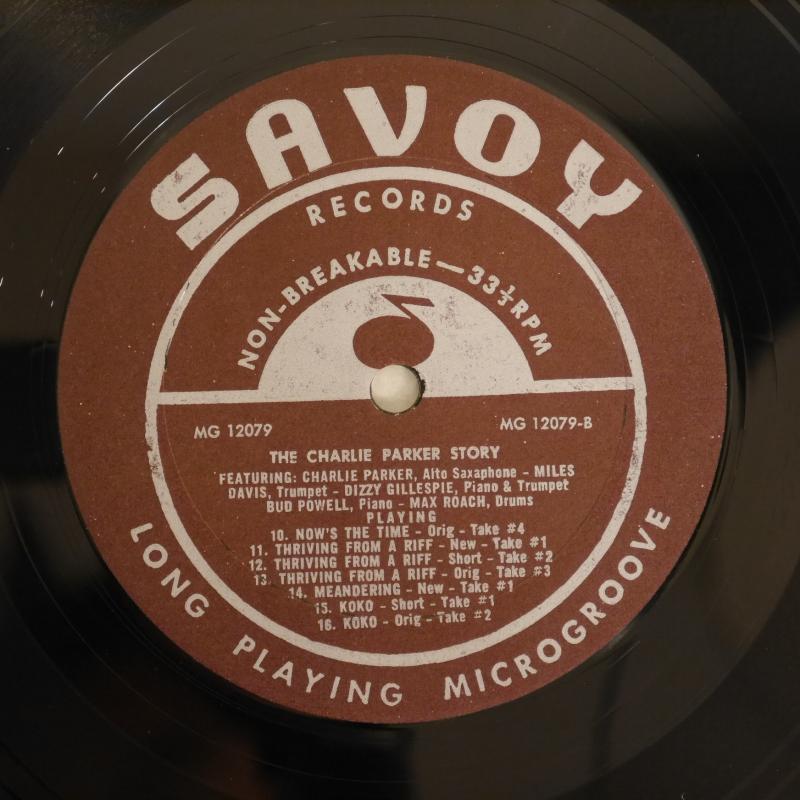 SAVOY
RECORDS
NON-BREAKABLE—33⅓RPM
MG 12079 MG 12079-B
THE CHARLIE PARKER STORY
FEATURING: CHARLIE PARKER, Alto Saxaphone - MILES
DAVIS, Trumpet - DIZZY GILLESPIE, Piano & Trumpet
BUD POWELL, Piano - MAX ROACH, Drums
PLAYING
10. NOW'S THE TIME - Orig - Take #4
11. THRIVING FROM A RIFF - New - Take #1
12. THRIVING FROM A RIFF - Short - Take #2
13. THRIVING FROM A RIFF - Orig - Take #3
14. MEANDERING - New - Take #1
15. KOKO - Short - Take #1
16. KOKO - Orig - Take #2
LONG PLAYING MICROGROOVE